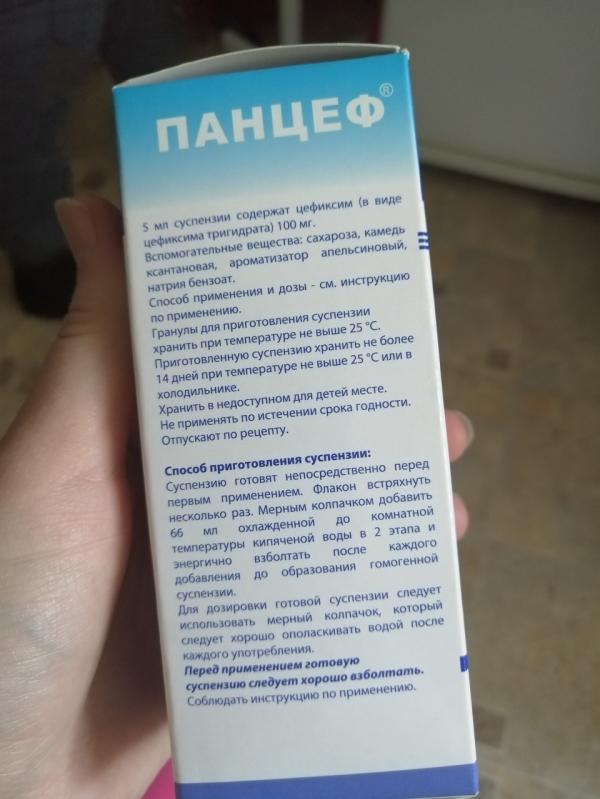 ПАНЦЕФ®
5 мл суспензии содержат цефиксим (в виде
цефиксима тригидрата) 100 мг.
Вспомогательные вещества: сахароза, камедь
ксантановая, ароматизатор апельсиновый,
натрия бензоат.
Способ применения и дозы - см. инструкцию
по применению.
Гранулы для приготовления суспензии
хранить при температуре не выше 25 °C.
Приготовленную суспензию хранить не более
14 дней при температуре не выше 25 °C или в
холодильнике.
Хранить в недоступном для детей месте.
Не применять по истечении срока годности.
Отпускают по рецепту.
Способ приготовления суспензии:
Суспензию готовят непосредственно перед
первым применением. Флакон встряхнуть
несколько раз. Мерным колпачком добавить
66 мл охлажденной до комнатной
температуры кипяченой воды в 2 этапа и
энергично взболтать после каждого
добавления до образования гомогенной
суспензии.
Для дозировки готовой суспензии следует
использовать мерный колпачок, который
следует хорошо ополаскивать водой после
каждого употребления.
Перед применением готовую
суспензию следует хорошо взболтать.
Соблюдать инструкцию по применению.